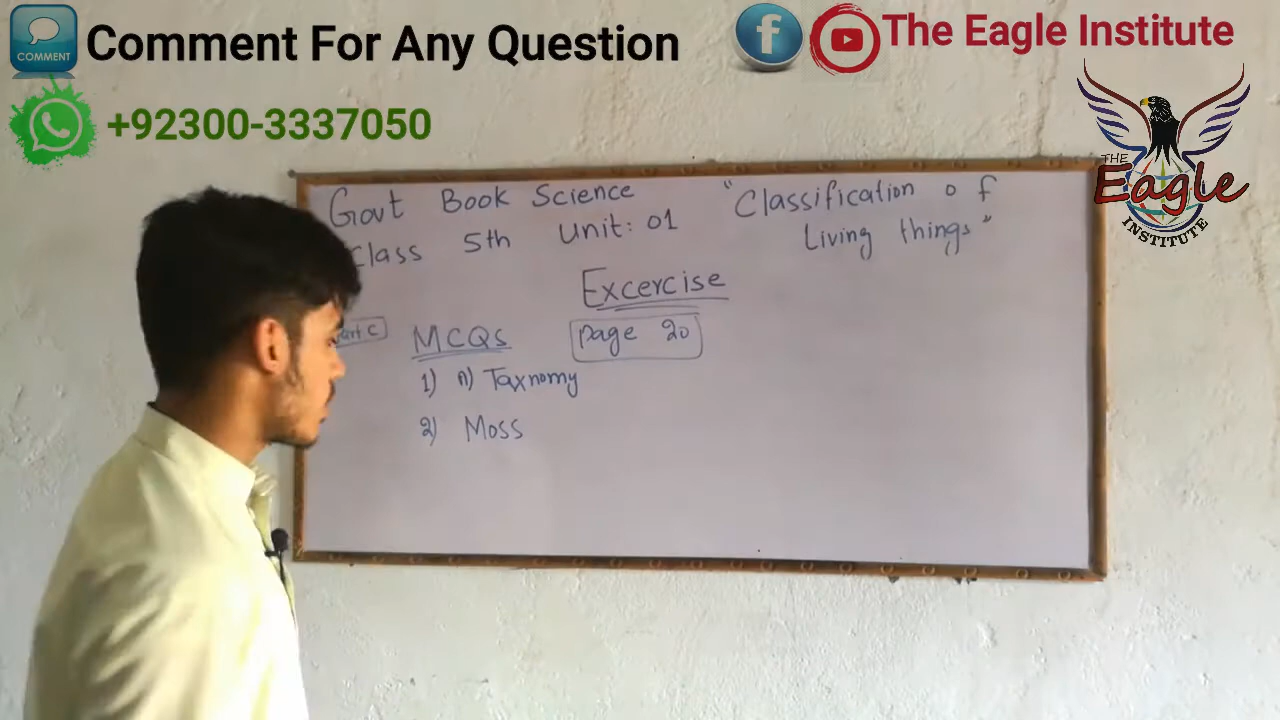 COMMENT
Comment For Any Question
The Eagle Institute
+92300-3337050
THE
Eagle
INSTITUTE
Govt Book Science
Class 5th Unit: 01
"Classification of
Living things"
Excercise
MCQs
page 20
1) A) Taxnomy
2) Moss